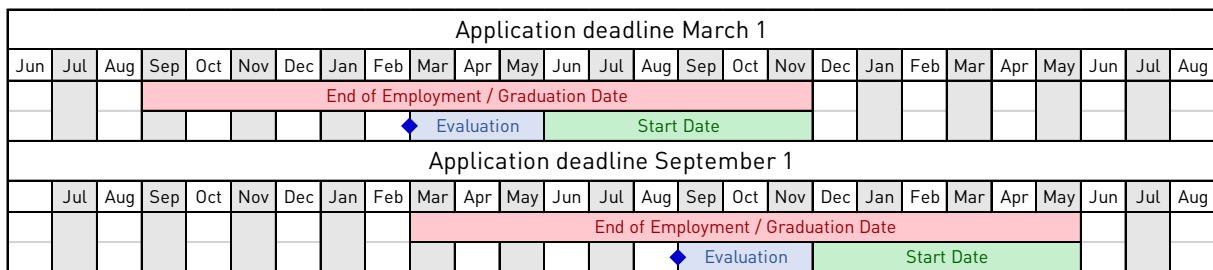 Application deadline March 1
Jun Jul Aug Sep Oct Nov Dec Jan Feb Mar Apr May Jun Jul Aug Sep Oct Nov Dec Jan Feb Mar Apr May Jun Jul Aug
End of Employment / Graduation Date
Evaluation Start Date
Application deadline September 1
Jul Aug Sep Oct Nov Dec Jan Feb Mar Apr May Jun Jul Aug Sep Oct Nov Dec Jan Feb Mar Apr May Jun Jul Aug
End of Employment / Graduation Date
Evaluation Start Date